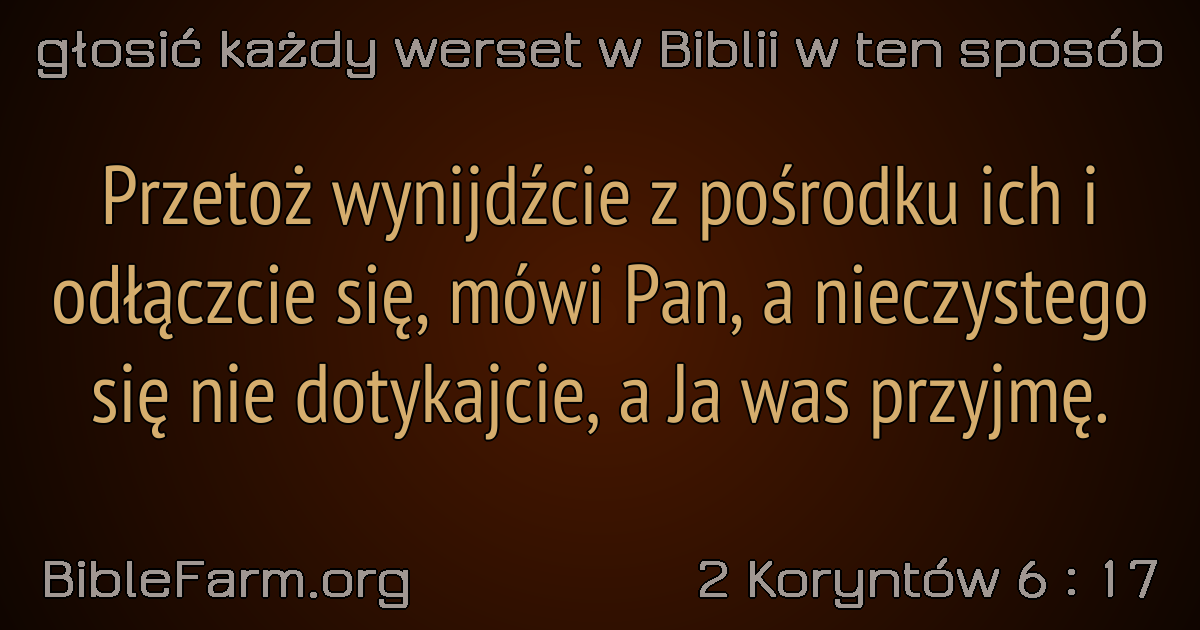 głosić każdy werset w Biblii w ten sposób
Przetoż wynijdźcie z pośrodku ich i
odłączcie się, mówi Pan, a nieczystego
się nie dotykajcie, a Ja was przyjmę.
BibleFarm.org
2 Koryntów 6 : 17